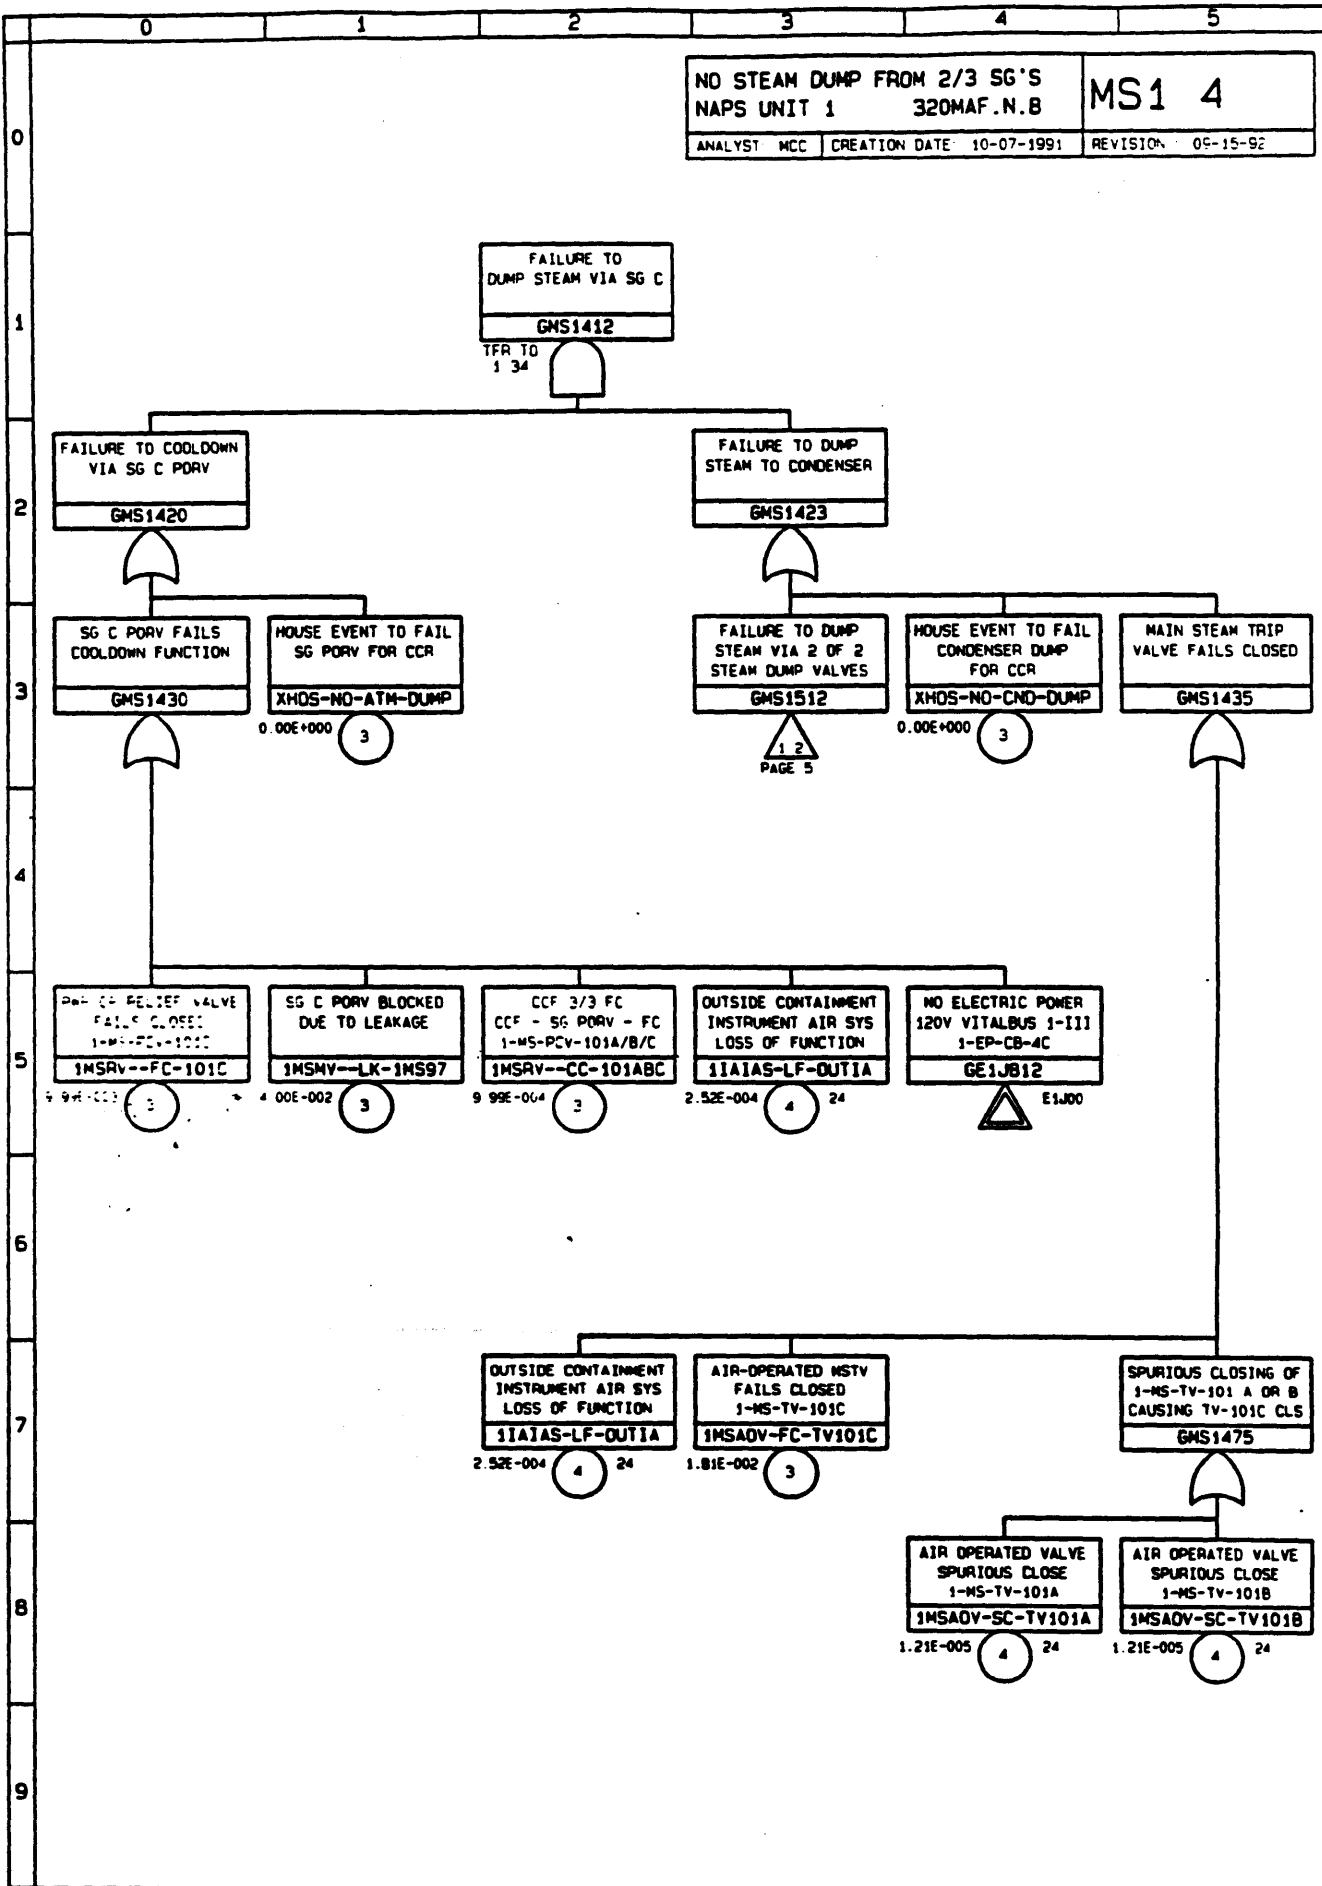 0 1 2 3 4 5
NO STEAM DUMP FROM 2/3 SG'S
NAPS UNIT 1 320MAF.N.B
MS1 4
ANALYST MCC
CREATION DATE 10-07-1991
REVISION 09-15-92
0
FAILURE TO
DUMP STEAM VIA SG C
GMS1412
TFR TO
1 34
1
FAILURE TO COOLDOWN
VIA SG C PORV
GMS1420
FAILURE TO DUMP
STEAM TO CONDENSER
GMS1423
2
SG C PORV FAILS
COOLDOWN FUNCTION
GMS1430
HOUSE EVENT TO FAIL
SG PORV FOR CCR
XHOS-NO-ATM-DUMP
0.00E+000
3
FAILURE TO DUMP
STEAM VIA 2 OF 2
STEAM DUMP VALVES
GMS1512
1 2
PAGE 5
HOUSE EVENT TO FAIL
CONDENSER DUMP
FOR CCR
XHOS-NO-CND-DUMP
0.00E+000
3
MAIN STEAM TRIP
VALVE FAILS CLOSED
GMS1435
3
4
RELIEF VALVE
FAILS CLOSED
1MSRV--FC-101C
3
SG C PORV BLOCKED
DUE TO LEAKAGE
1MSMV--LK-1MS97
4 00E-002
3
CCF 3/3 FC
CCF - SG PORV - FC
1-MS-PCV-101A/B/C
1MSRV--CC-101ABC
9 99E-004
3
OUTSIDE CONTAINMENT
INSTRUMENT AIR SYS
LOSS OF FUNCTION
1IAIAS-LF-OUTIA
2.52E-004
4
24
NO ELECTRIC POWER
120V VITALBUS 1-III
1-EP-CB-4C
GE1JB12
E1J00
5
6
OUTSIDE CONTAINMENT
INSTRUMENT AIR SYS
LOSS OF FUNCTION
1IAIAS-LF-OUTIA
2.52E-004
4
24
AIR-OPERATED MSTV
FAILS CLOSED
1-MS-TV-101C
1MSAOV-FC-TV101C
1.81E-002
3
SPURIOUS CLOSING OF
1-MS-TV-101 A OR B
CAUSING TV-101C CLS
GMS1475
7
AIR OPERATED VALVE
SPURIOUS CLOSE
1-MS-TV-101A
1MSAOV-SC-TV101A
1.21E-005
4
24
AIR OPERATED VALVE
SPURIOUS CLOSE
1-MS-TV-101B
1MSAOV-SC-TV101B
1.21E-005
4
24
8
9